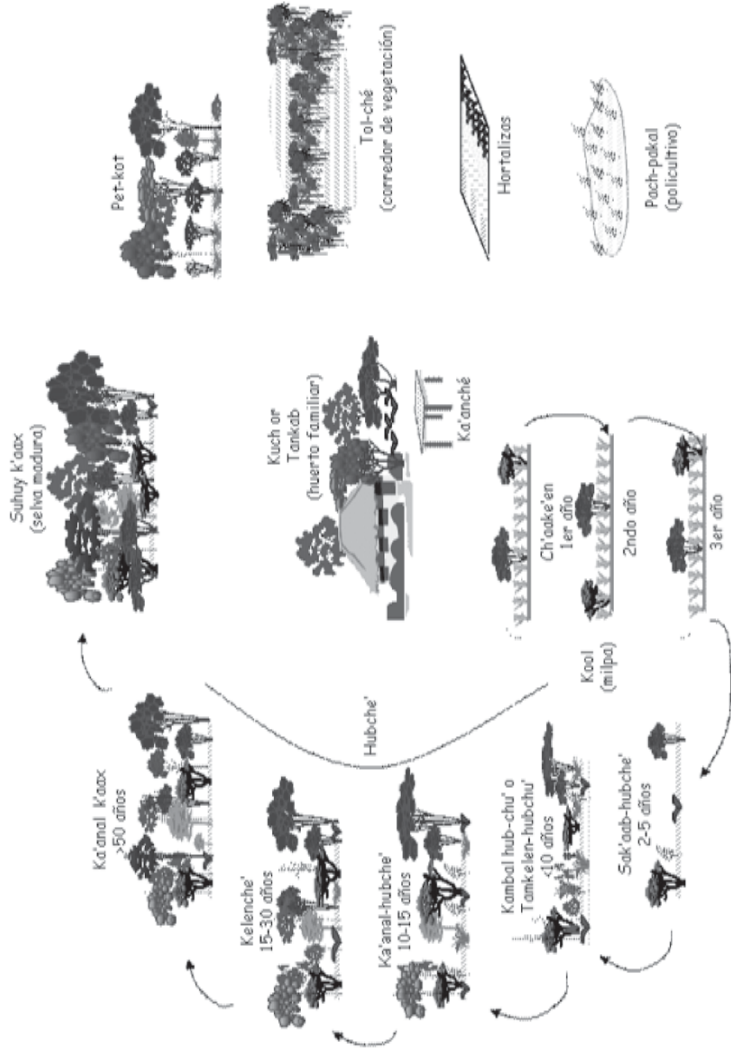 Ka'anal k'aax
>50 años
Kelenche'
15-30 años
Ka'anal-hubche'
10-15 años
Kambal hub-chu' o
Tamkelen-hubchu'
<10 años
Sak'aab-hubche'
2-5 años
Hubche'
Kool
(milpa)
Suhuy k'aax
(selva madura)
Kuch or
Tankab
(huerto familiar)
Ka'anché
Ch'aake'en
1er año
2ndo año
3er año
Pet-kot
Tol-ché
(corredor de vegetación)
Hortalizas
Pach-pakal
(policultivo)